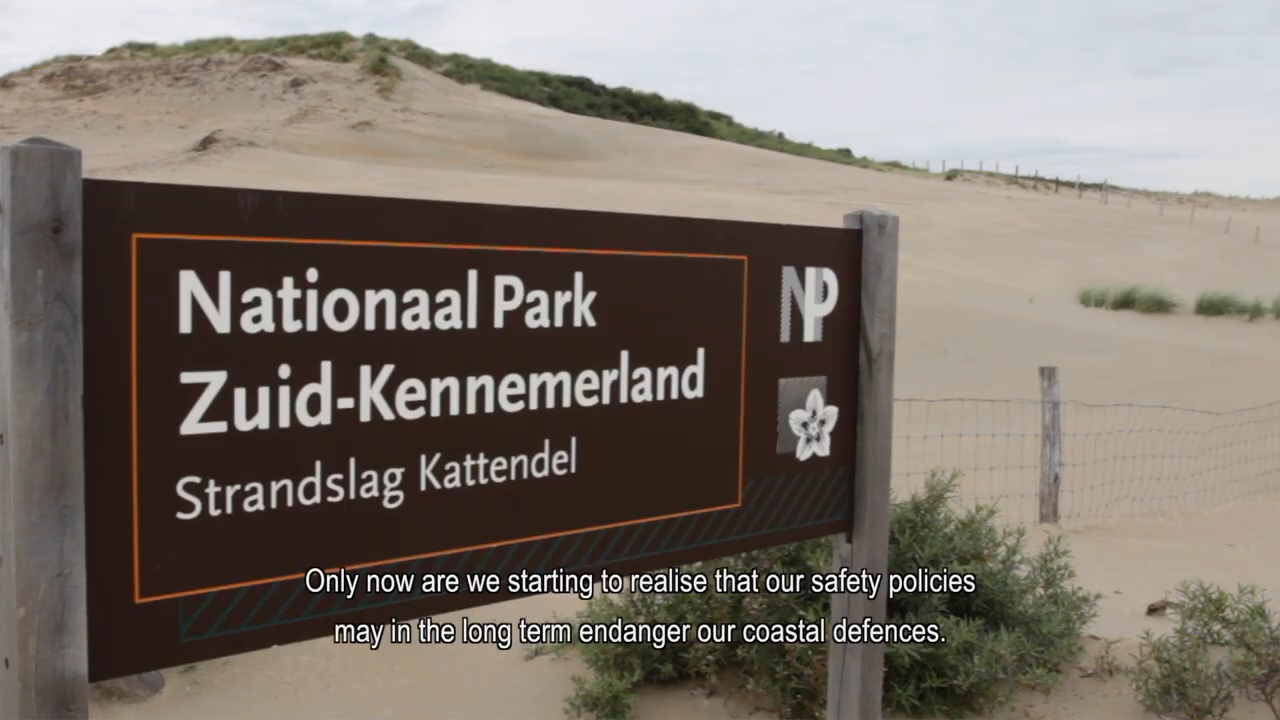 Nationaal Park
Zuid-Kennemerland
Strandslag Kattendel
NP
Only now are we starting to realise that our safety policies
may in the long term endanger our coastal defences.